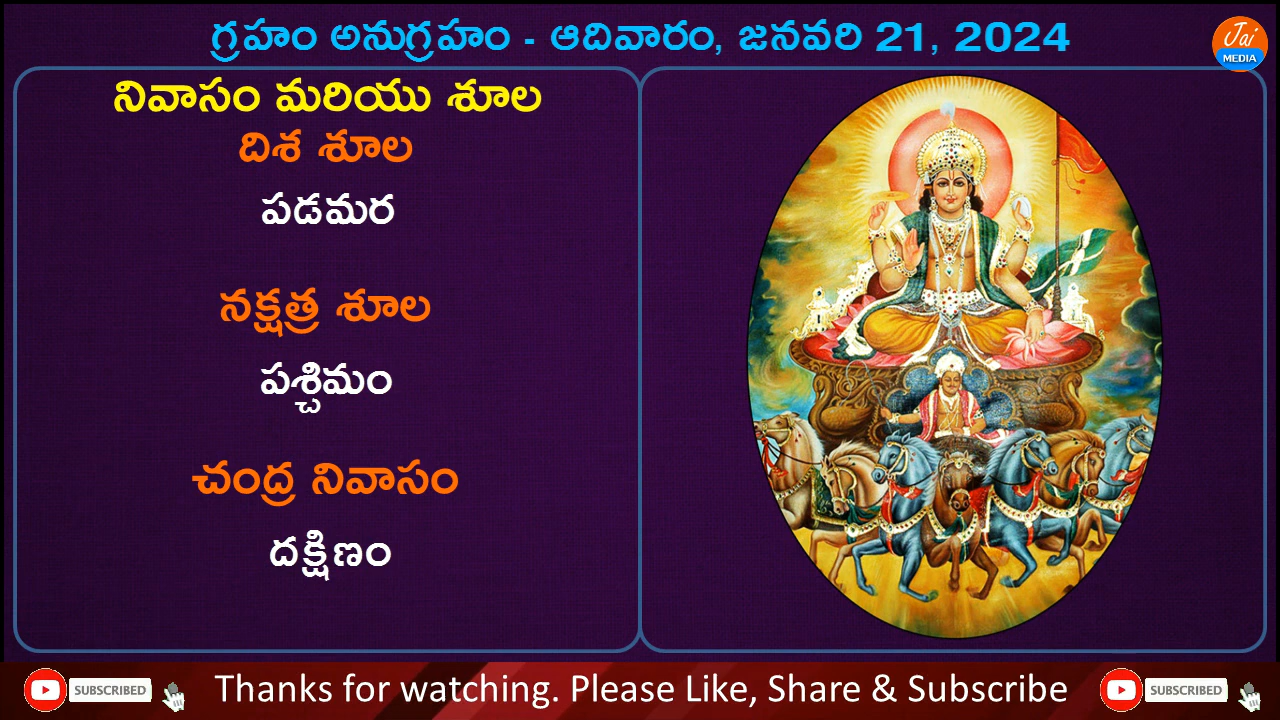 గ్రహం అనుగ్రహం - ఆదివారం, జనవరి 21, 2024
Jai
MEDIA
నివాసం మరియు శూల
దిశ శూల
పడమర
నక్షత్ర శూల
పశ్చిమం
చంద్ర నివాసం
దక్షిణం
SUBSCRIBED
Thanks for watching. Please Like, Share & Subscribe
SUBSCRIBED